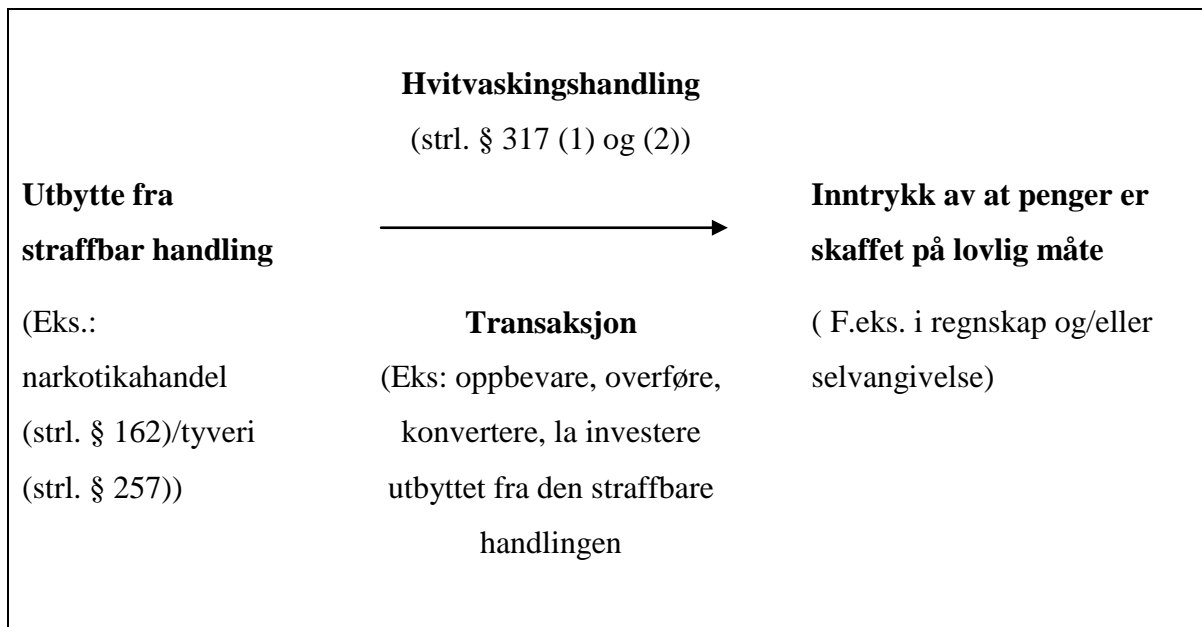 Hvitvaskingshandling
(strl. § 317 (1) og (2))
Utbytte fra
straffbar handling
(Eks.:
narkotikahandel
(strl. § 162)/tyveri
(strl. § 257))
Transaksjon
(Eks: oppbevare, overføre,
konvertere, la investere
utbyttet fra den straffbare
handlingen
Inntrykk av at penger er
skaffet på lovlig måte
( F.eks. i regnskap og/eller
selvangivelse)